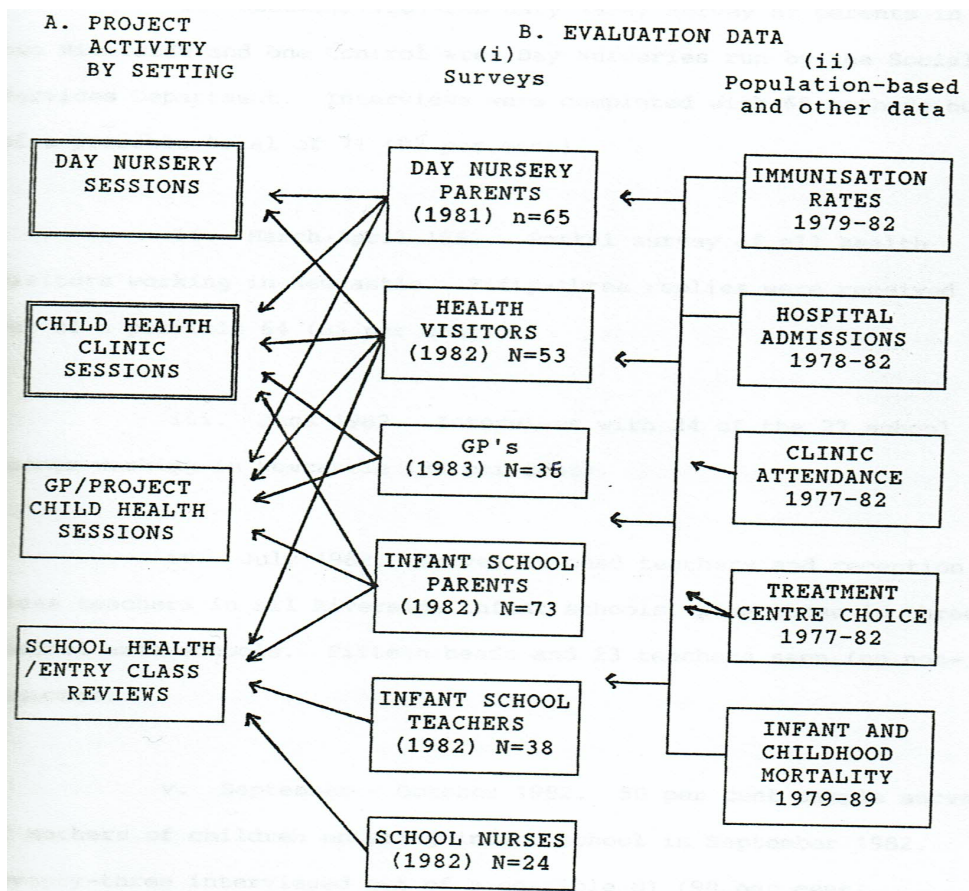 A. PROJECT
ACTIVITY
BY SETTING
B. EVALUATION DATA
(i)
Surveys
(ii)
Population-based
and other data
DAY NURSERY
SESSIONS
CHILD HEALTH
CLINIC
SESSIONS
GP/PROJECT
CHILD HEALTH
SESSIONS
SCHOOL HEALTH
/ENTRY CLASS
REVIEWS
DAY NURSERY
PARENTS
(1981) n=65
HEALTH
VISITORS
(1982) N=53
GP's
(1983) N=36
INFANT SCHOOL
PARENTS
(1982) N=73
INFANT SCHOOL
TEACHERS
(1982) N=38
SCHOOL NURSES
(1982) N=24
IMMUNISATION
RATES
1979-82
HOSPITAL
ADMISSIONS
1978-82
CLINIC
ATTENDANCE
1977-82
TREATMENT
CENTRE CHOICE
1977-82
INFANT AND
CHILDHOOD
MORTALITY
1979-89